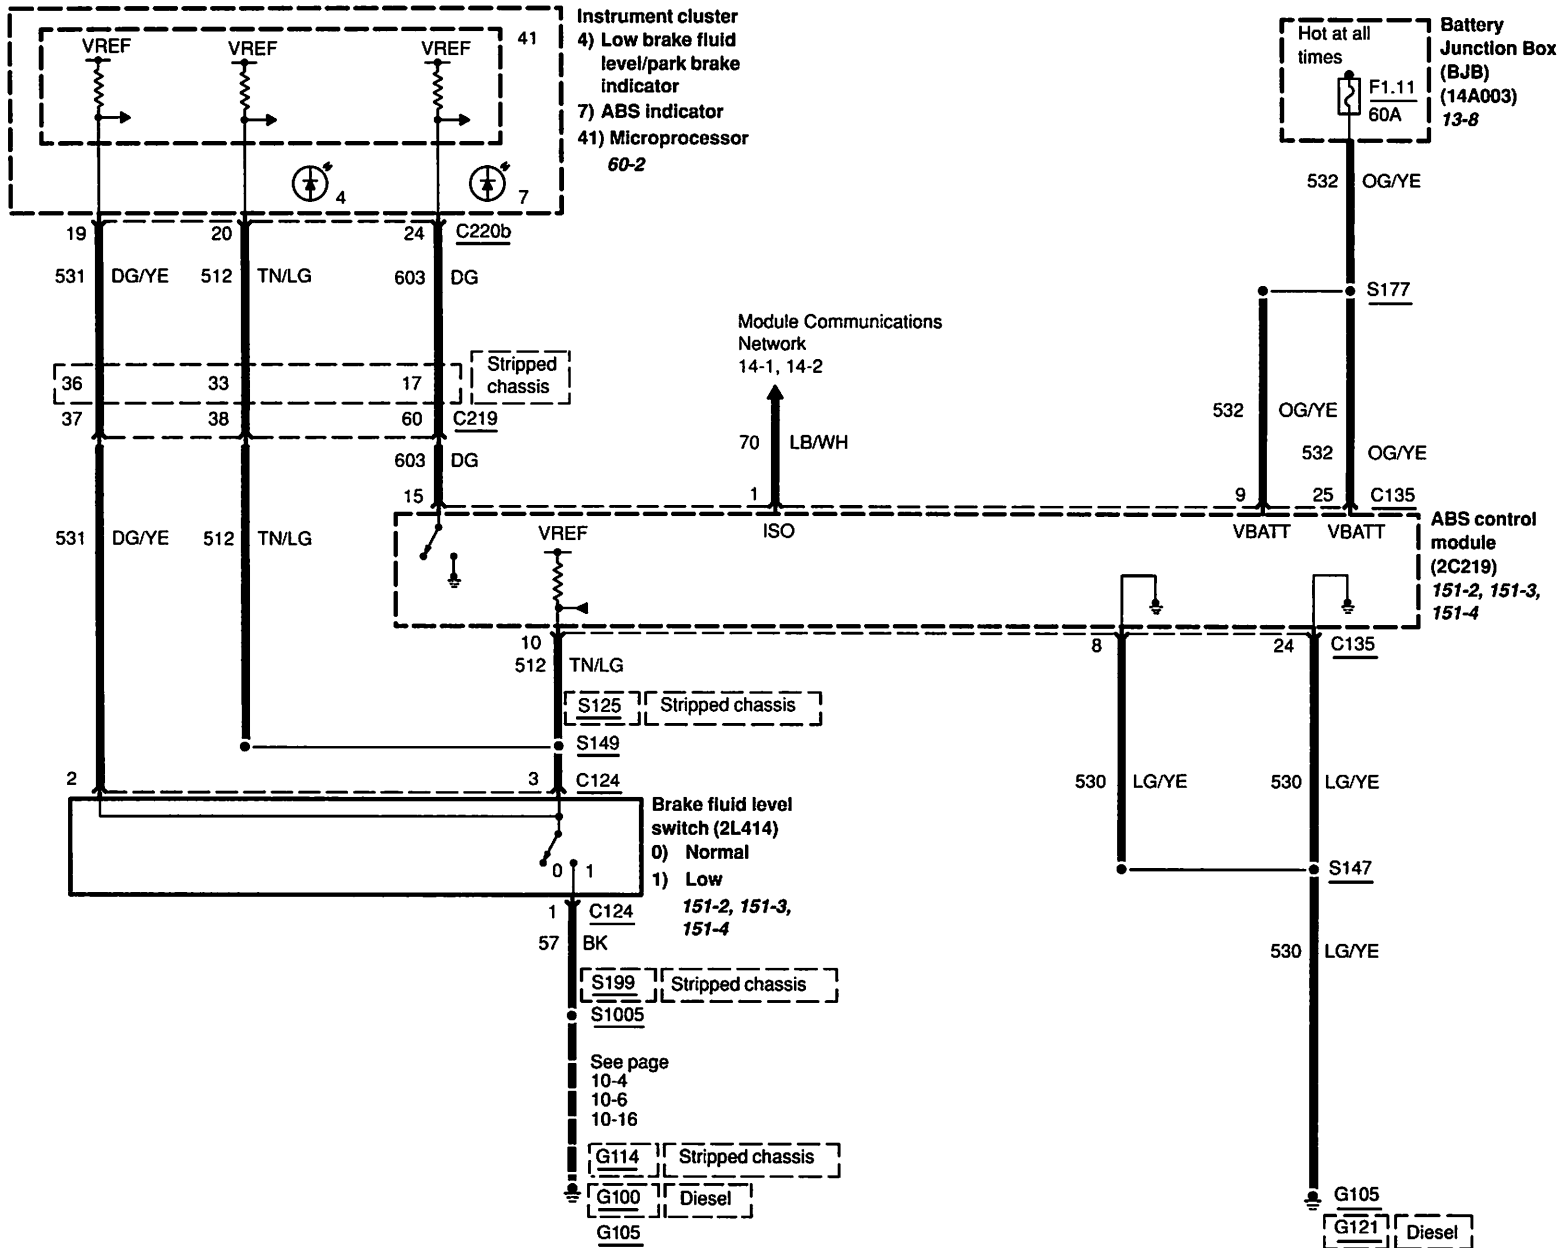 Instrument cluster
4) Low brake fluid
level/park brake
indicator
7) ABS indicator
41) Microprocessor
60-2
VREF
VREF
VREF
41
4
7
Hot at all
times
F1.11
60A
Battery
Junction Box
(BJB)
(14A003)
13-8
532 OG/YE
19 20 24 C220b
531 DG/YE 512 TN/LG 603 DG
S177
Module Communications
Network
14-1, 14-2
36 33 17
Stripped
chassis
37 38 60 C219
532 OG/YE
70 LB/WH
603 DG
532 OG/YE
15 1 9 25 C135
531 DG/YE 512 TN/LG
VREF
ISO
VBATT
VBATT
ABS control
module
(2C219)
151-2, 151-3,
151-4
10 8 24 C135
512 TN/LG
S125 Stripped chassis
S149
530 LG/YE 530 LG/YE
2 3 C124
Brake fluid level
switch (2L414)
0) Normal
1) Low
151-2, 151-3,
151-4
0 1
S147
1 C124
57 BK
530 LG/YE
S199 Stripped chassis
S1005
See page
10-4
10-6
10-16
G114 Stripped chassis
G100 Diesel
G105
G105
G121 Diesel